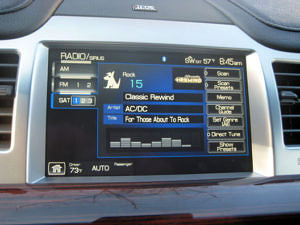 RADIO/SIRIUS
SW 57° 8:45AM
AM
FM 1 2
SAT 1 2 3
Rock
15
Classic Rewind
Artist AC/DC
Title For Those About To Rock
Scan
Scan Presets
Memo
Channel Guide
Set Genre
Direct Tune
Show Presets
Driver
73°F
AUTO
Passenger